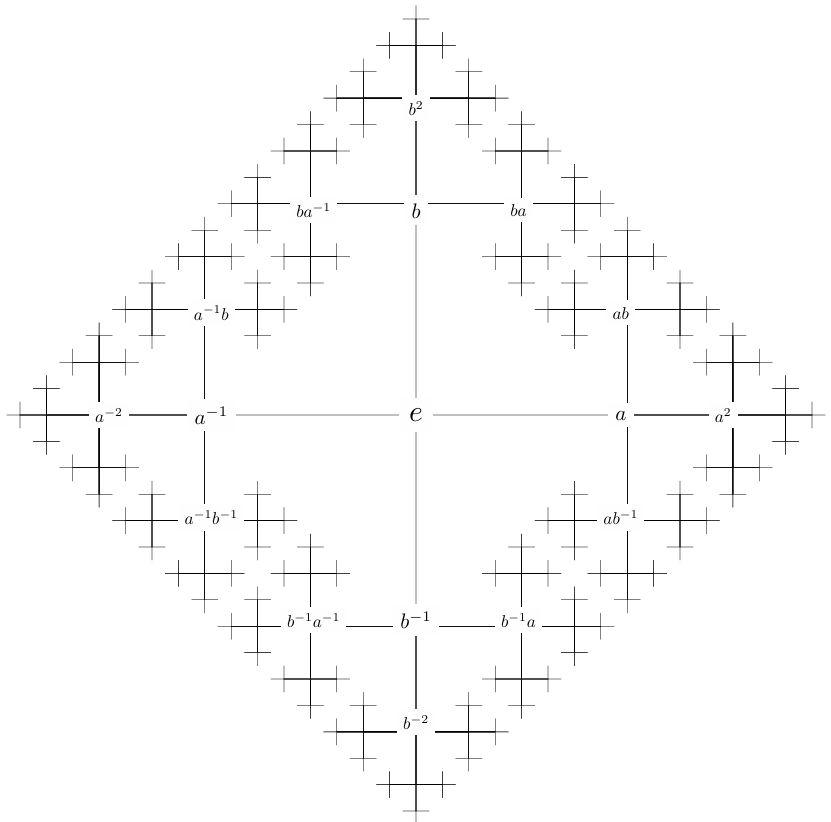 b²
ba⁻¹ b ba
a⁻¹b ab
a⁻² a⁻¹ e a a²
a⁻¹b⁻¹ ab⁻¹
b⁻¹a⁻¹ b⁻¹ b⁻¹a
b⁻²